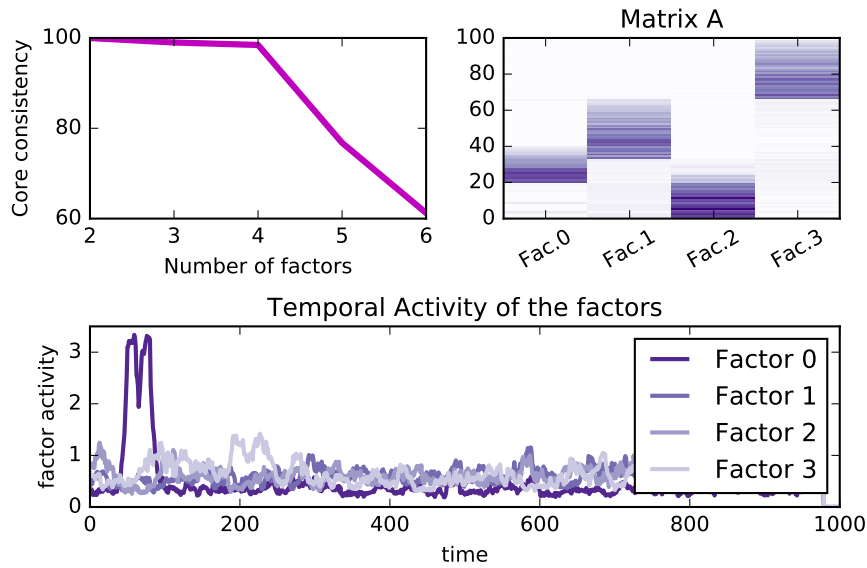 Matrix A
Core consistency
100
80
60
2 3 4 5 6
Number of factors
100
80
60
40
20
0
Fac.0 Fac.1 Fac.2 Fac.3
Temporal Activity of the factors
factor activity
3
2
1
0
0 200 400 600 800 1000
time
Factor 0
Factor 1
Factor 2
Factor 3